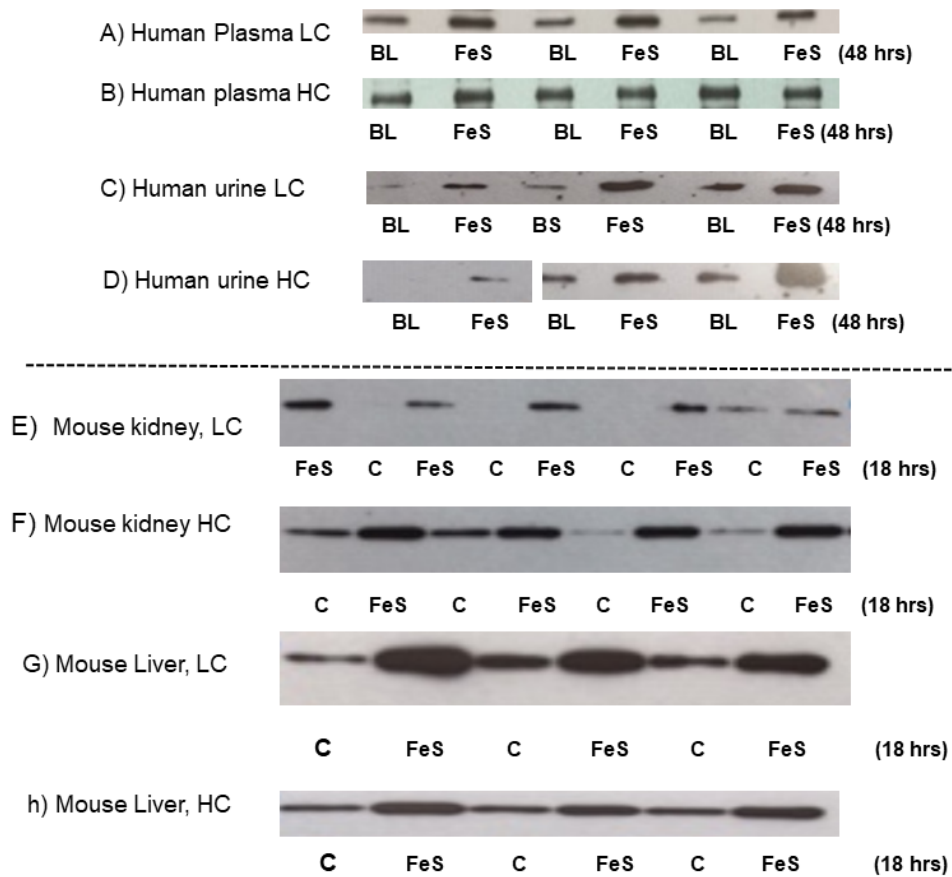 A) Human Plasma LC
BL FeS BL FeS BL FeS (48 hrs)
B) Human plasma HC
BL FeS BL FeS BL FeS (48 hrs)
C) Human urine LC
BL FeS BS FeS BL FeS (48 hrs)
D) Human urine HC
BL FeS BL FeS BL FeS (48 hrs)
E) Mouse kidney, LC
FeS C FeS C FeS C FeS C FeS (18 hrs)
F) Mouse kidney HC
C FeS C FeS C FeS C FeS (18 hrs)
G) Mouse Liver, LC
C FeS C FeS C FeS (18 hrs)
h) Mouse Liver, HC
C FeS C FeS C FeS (18 hrs)